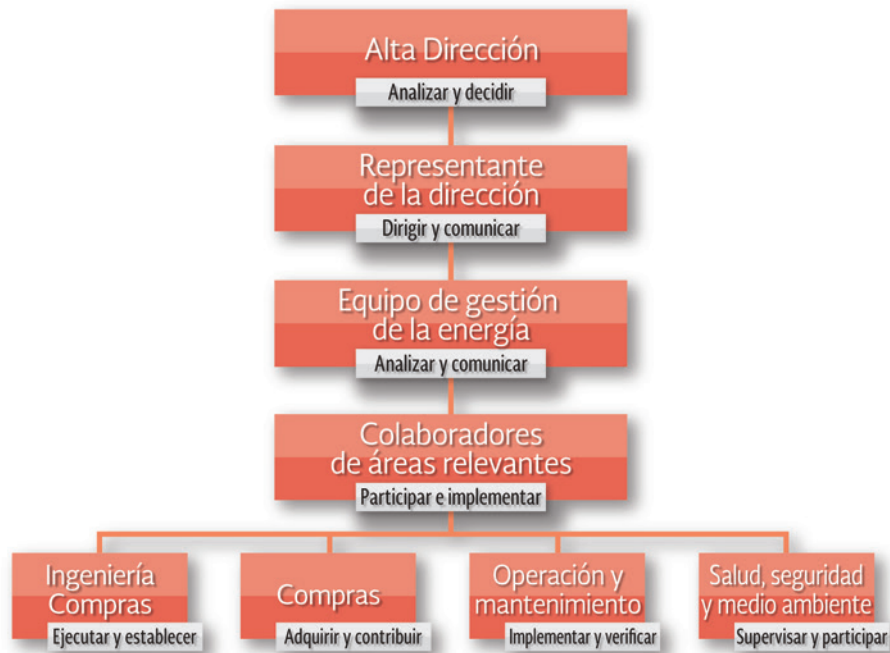 Alta Dirección
Analizar y decidir
Representante
de la dirección
Dirigir y comunicar
Equipo de gestión
de la energía
Analizar y comunicar
Colaboradores
de áreas relevantes
Participar e implementar
Ingeniería
Compras
Ejecutar y establecer
Compras
Adquirir y contribuir
Operación y
mantenimiento
Implementar y verificar
Salud, seguridad
y medio ambiente
Supervisar y participar